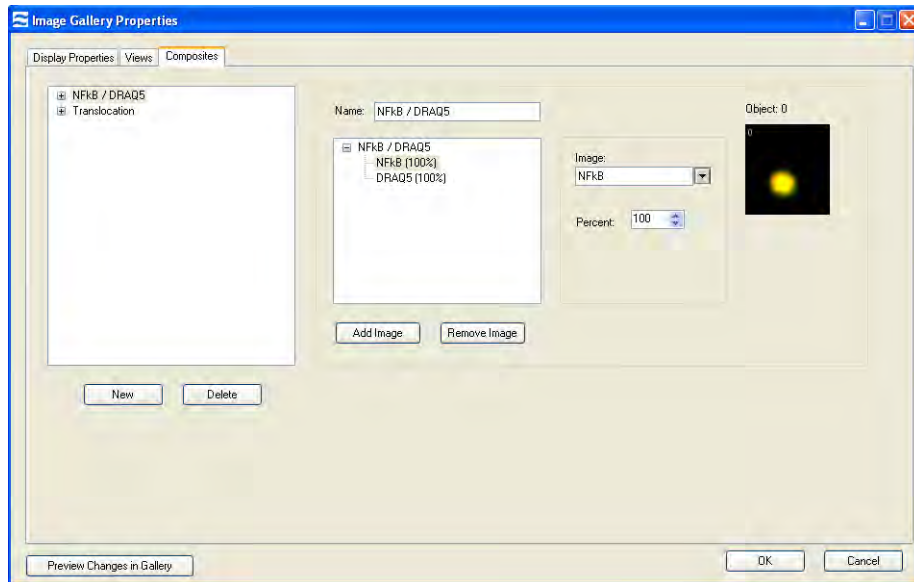 Image Gallery Properties
Display Properties Views Composites
NFkB / DRAQ5
Translocation
New Delete
Name: NFkB / DRAQ5
NFkB / DRAQ5
NFkB (100%)
DRAQ5 (100%)
Add Image Remove Image
Image:
NFkB
Percent: 100
Object: 0
0
Preview Changes in Gallery OK Cancel